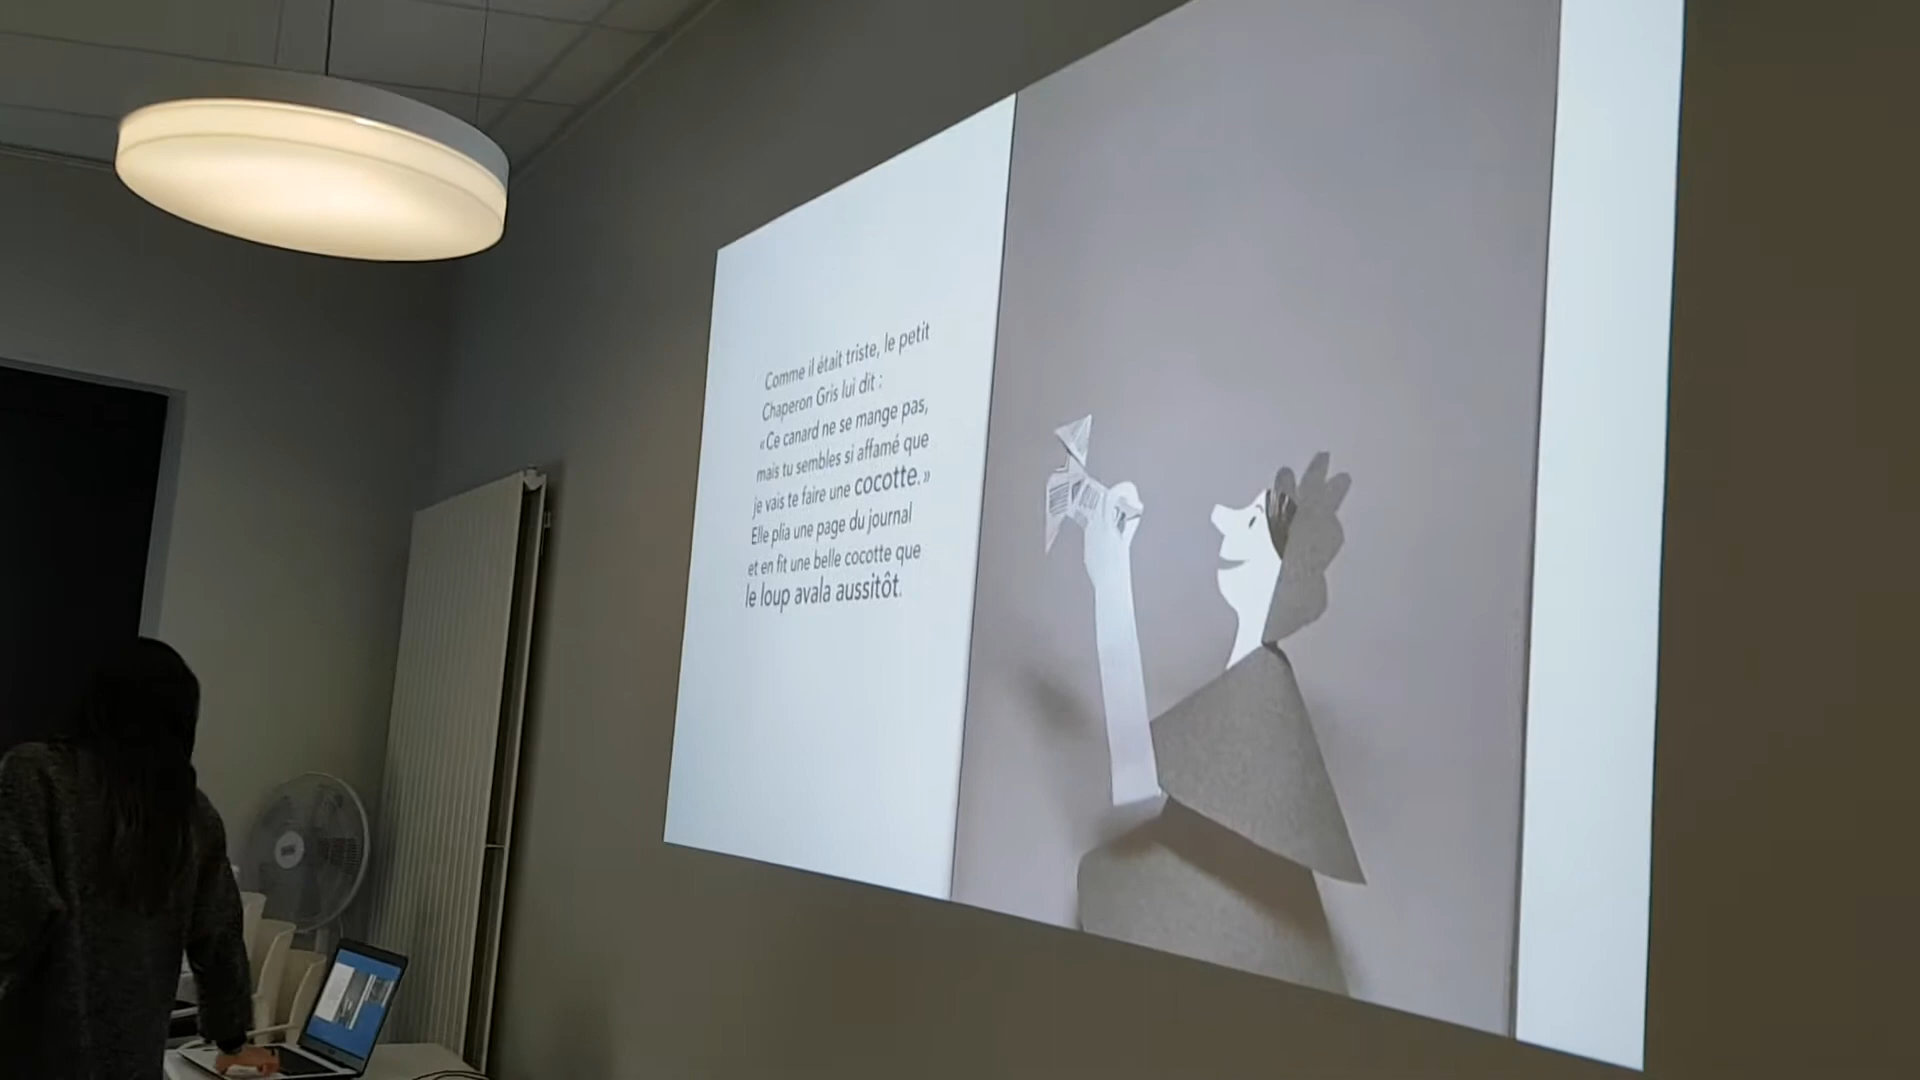 Comme il était triste, le petit
Chaperon Gris lui dit :
«Ce canard ne se mange pas,
mais tu sembles si affamé que
je vais te faire une cocotte.»
Elle plia une page du journal
et en fit une belle cocotte que
le loup avala aussitôt.